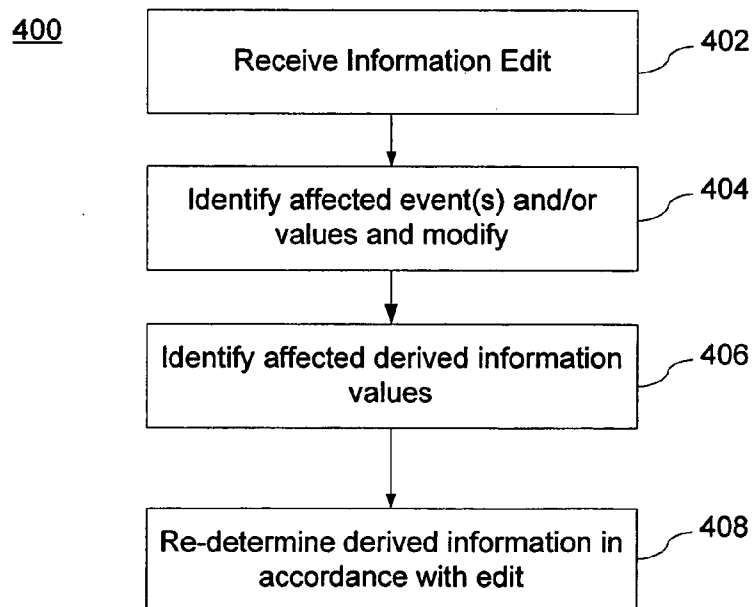 400
Receive Information Edit
402
Identify affected event(s) and/or
values and modify
404
Identify affected derived information
values
406
Re-determine derived information in
accordance with edit
408